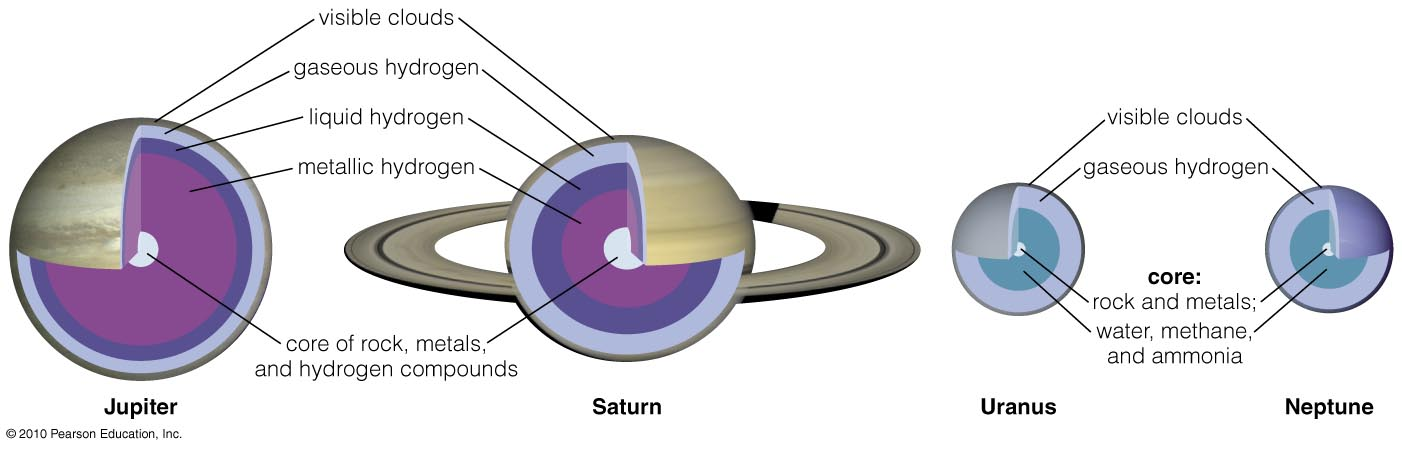 visible clouds
gaseous hydrogen
liquid hydrogen
metallic hydrogen
core of rock, metals,
and hydrogen compounds
visible clouds
gaseous hydrogen
core:
rock and metals;
water, methane,
and ammonia
Jupiter
Saturn
Uranus
Neptune
© 2010 Pearson Education, Inc.